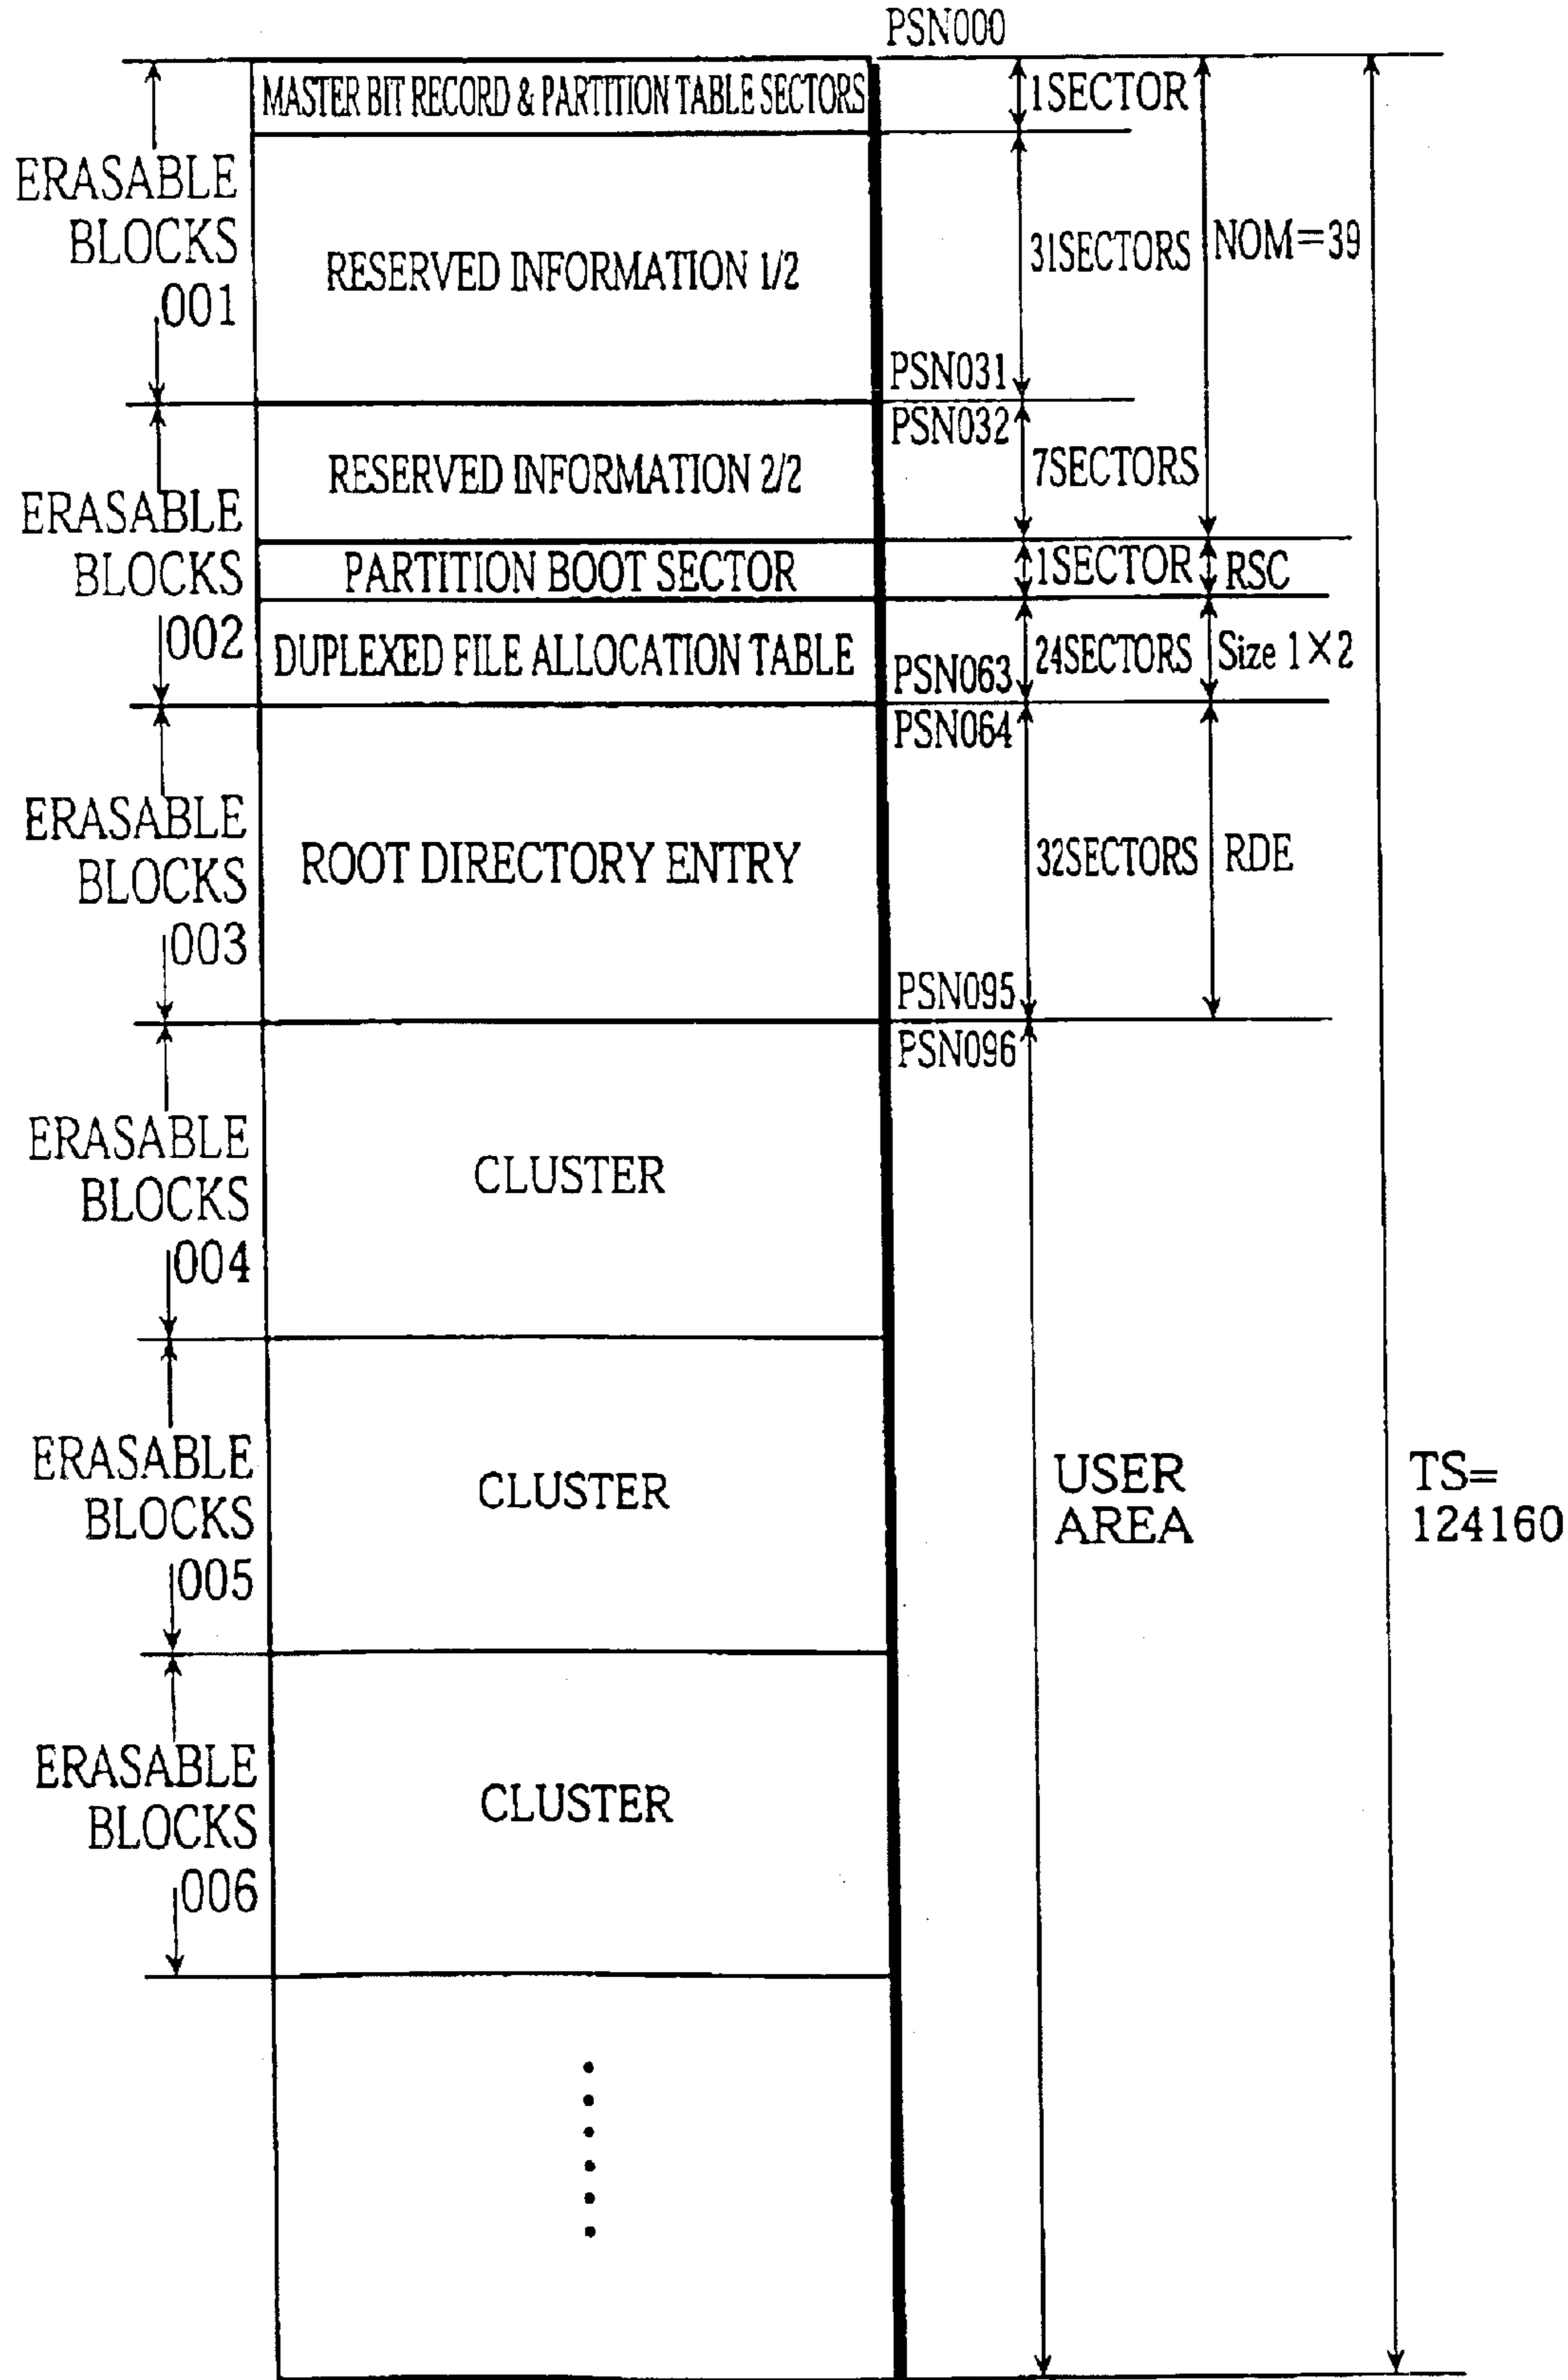 PSN000
MASTER BIT RECORD & PARTITION TABLE SECTORS
1SECTOR
ERASABLE
BLOCKS
001
RESERVED INFORMATION 1/2
31SECTORS
NOM=39
PSN031
PSN032
RESERVED INFORMATION 2/2
7SECTORS
ERASABLE
BLOCKS
002
PARTITION BOOT SECTOR
1SECTOR
RSC
DUPLEXED FILE ALLOCATION TABLE
PSN063
24SECTORS
Size 1×2
PSN064
ERASABLE
BLOCKS
003
ROOT DIRECTORY ENTRY
32SECTORS
RDE
PSN095
PSN096
ERASABLE
BLOCKS
004
CLUSTER
ERASABLE
BLOCKS
005
CLUSTER
USER
AREA
TS=
124160
ERASABLE
BLOCKS
006
CLUSTER